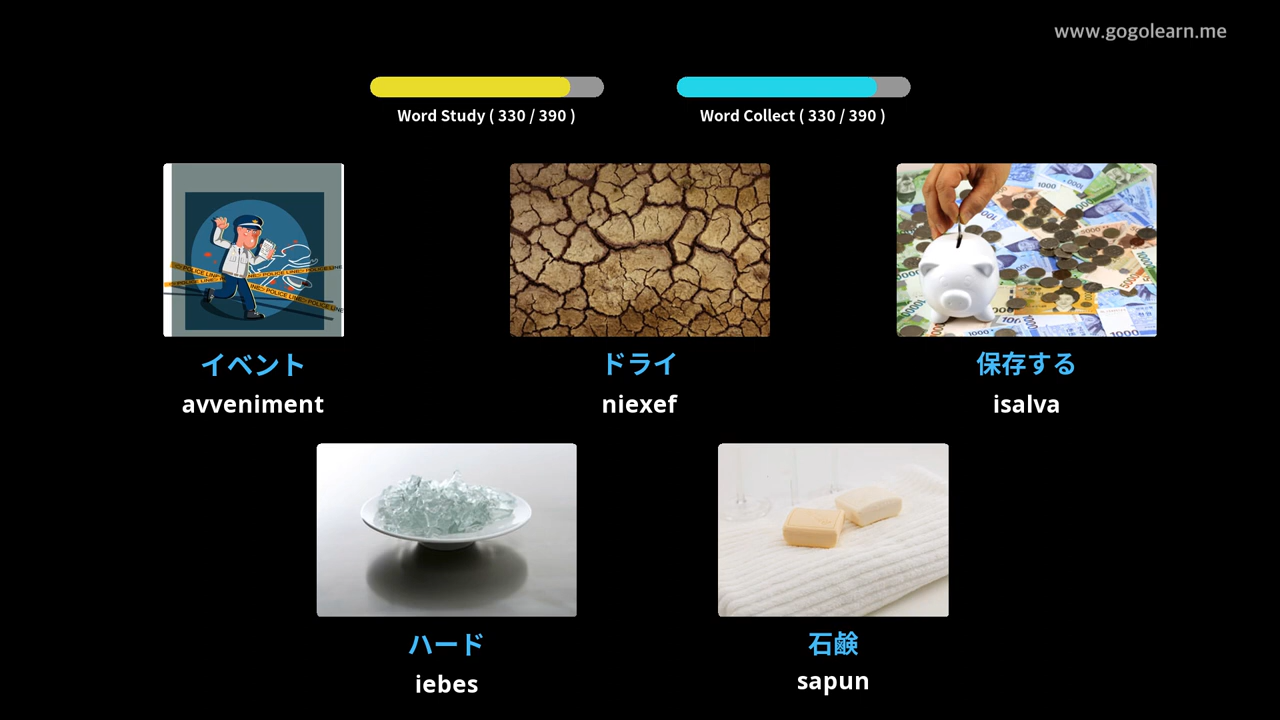 www.gogolearn.me
Word Study ( 330 / 390 )
Word Collect ( 330 / 390 )
イベント
ドライ
保存する
avveniment
niexef
isalva
ハード
石鹸
iebes
sapun